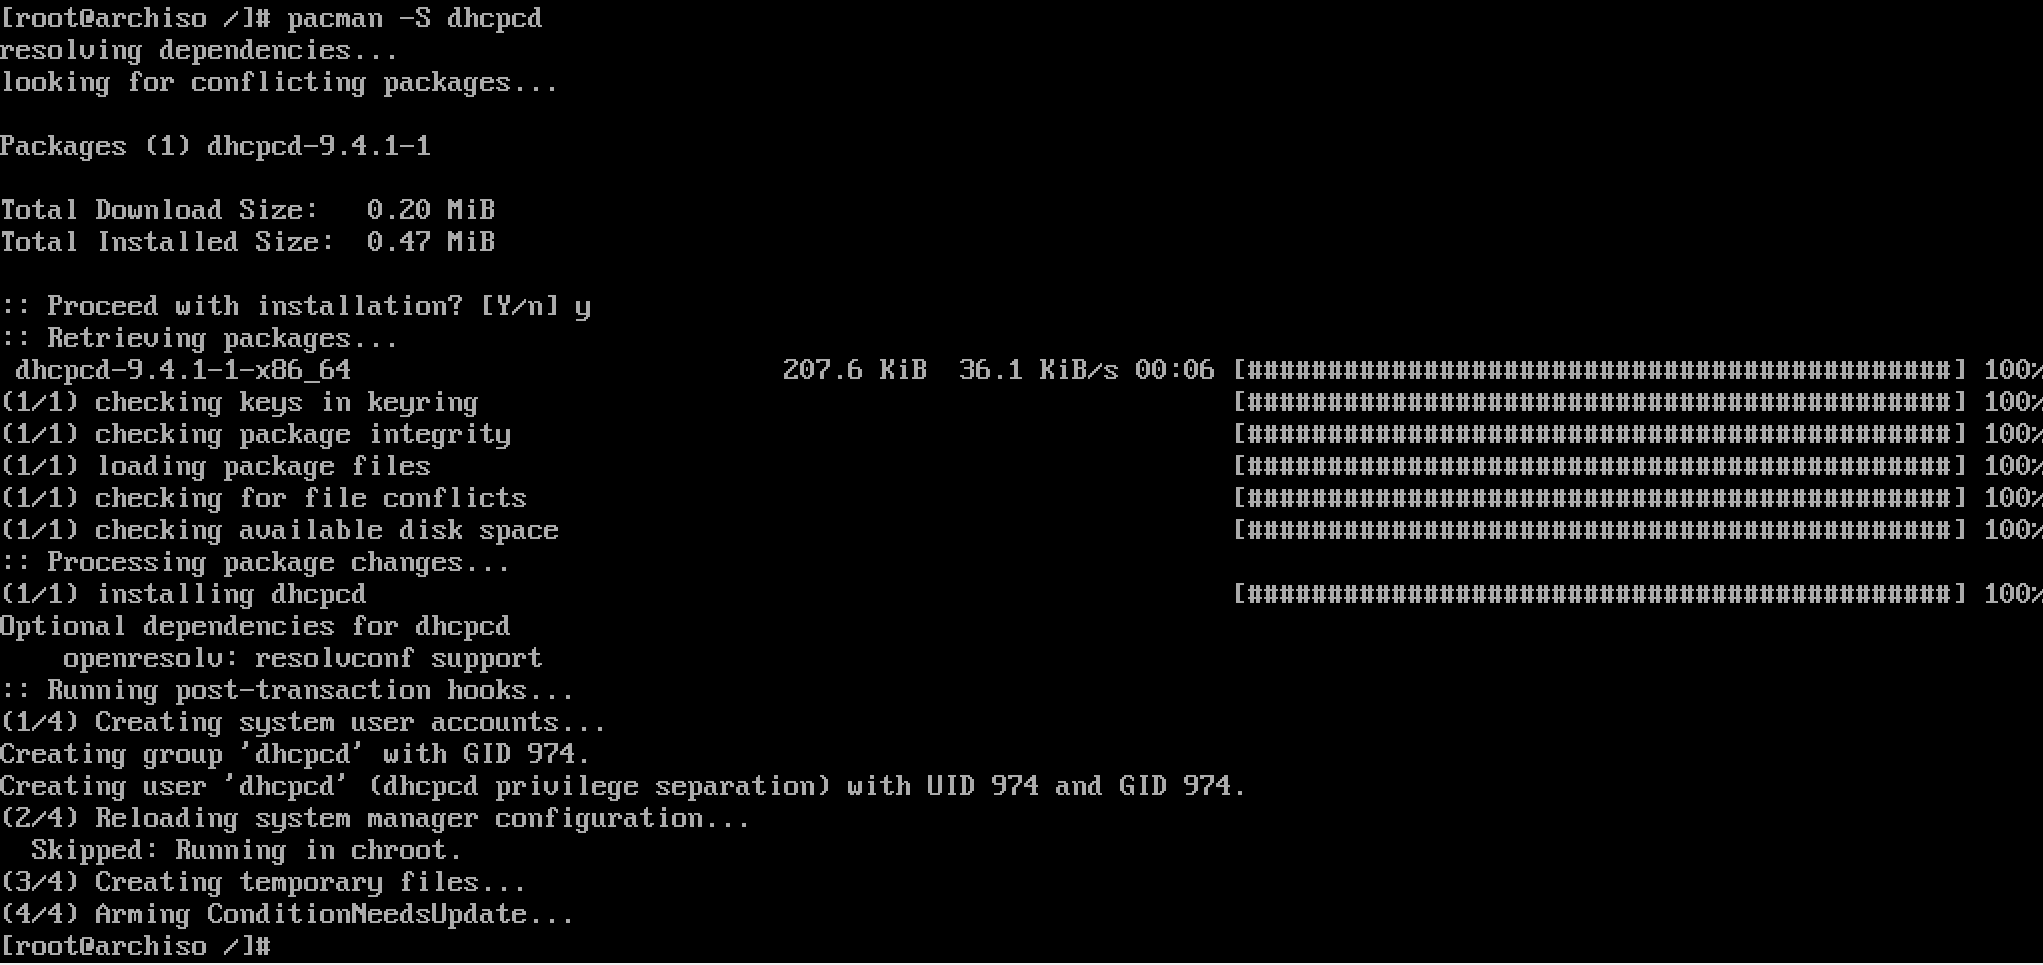 [root@archiso /]# pacman -S dhcpcd
resolving dependencies...
looking for conflicting packages...
Packages (1) dhcpcd-9.4.1-1
Total Download Size:   0.20 MiB
Total Installed Size:  0.47 MiB
:: Proceed with installation? [Y/n] y
:: Retrieving packages...
 dhcpcd-9.4.1-1-x86_64                           207.6 KiB  36.1 KiB/s 00:06 [############################################] 100%
(1/1) checking keys in keyring                                               [############################################] 100%
(1/1) checking package integrity                                             [############################################] 100%
(1/1) loading package files                                                  [############################################] 100%
(1/1) checking for file conflicts                                            [############################################] 100%
(1/1) checking available disk space                                          [############################################] 100%
:: Processing package changes...
(1/1) installing dhcpcd                                                      [############################################] 100%
Optional dependencies for dhcpcd
    openresolv: resolvconf support
:: Running post-transaction hooks...
(1/4) Creating system user accounts...
Creating group 'dhcpcd' with GID 974.
Creating user 'dhcpcd' (dhcpcd privilege separation) with UID 974 and GID 974.
(2/4) Reloading system manager configuration...
  Skipped: Running in chroot.
(3/4) Creating temporary files...
(4/4) Arming ConditionNeedsUpdate...
[root@archiso /]#